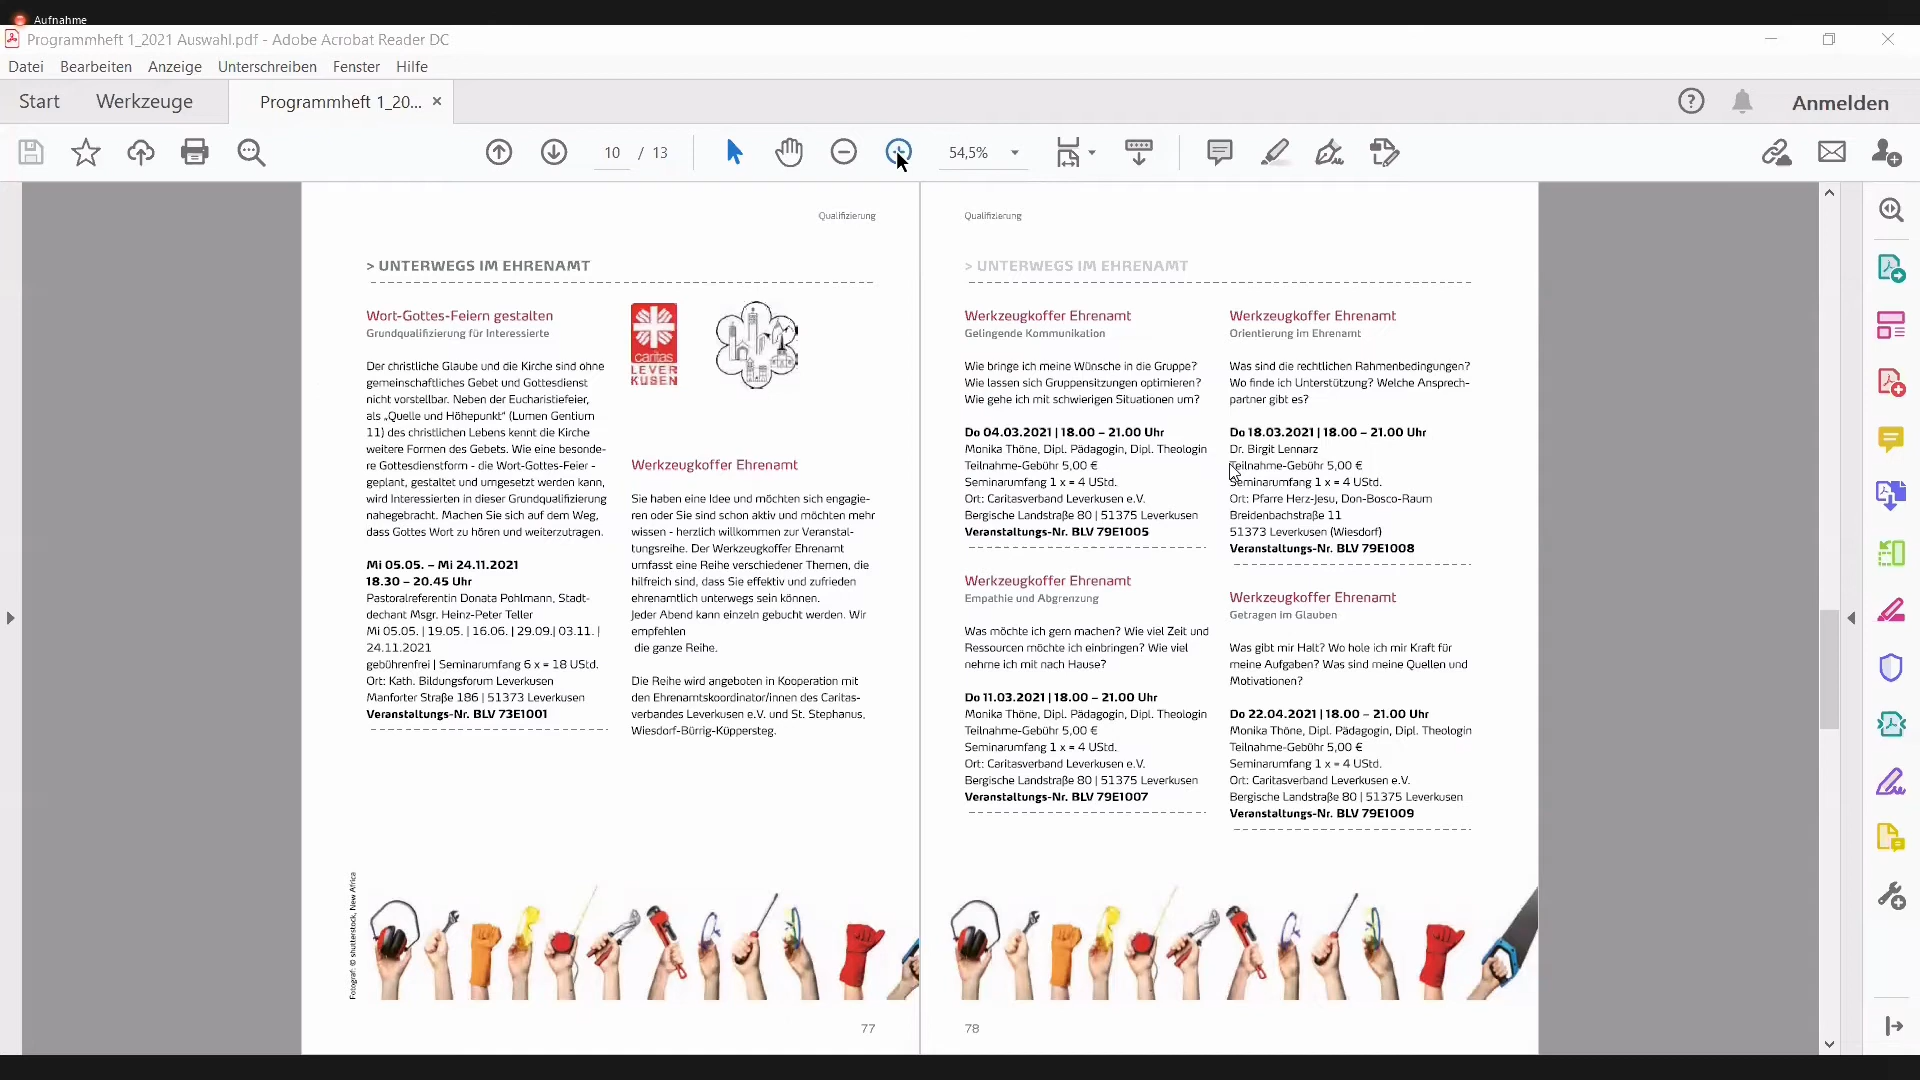 Aufnahme
Programmheft 1_2021 Auswahl.pdf - Adobe Acrobat Reader DC
Datei Bearbeiten Anzeige Unterschreiben Fenster Hilfe
Start Werkzeuge Programmheft 1_20... × Anmelden
10 / 13 54,5%
Qualifizierung
> UNTERWEGS IM EHRENAMT
Wort-Gottes-Feiern gestalten
Grundqualifizierung für Interessierte
Der christliche Glaube und die Kirche sind ohne
gemeinschaftliches Gebet und Gottesdienst
nicht vorstellbar. Neben der Eucharistiefeier,
als „Quelle und Höhepunkt“ (Lumen Gentium
11) des christlichen Lebens kennt die Kirche
weitere Formen des Gebets. Wie eine besonde-
re Gottesdienstform - die Wort-Gottes-Feier -
geplant, gestaltet und umgesetzt werden kann,
wird Interessierten in dieser Grundqualifizierung
nahegebracht. Machen Sie sich auf dem Weg,
dass Gottes Wort zu hören und weiterzutragen.
Mi 05.05. – Mi 24.11.2021
18.30 – 20.45 Uhr
Pastoralreferentin Donata Pohlmann, Stadt-
dechant Msgr. Heinz-Peter Teller
Mi 05.05. | 19.05. | 16.06. | 29.09.| 03.11. |
24.11.2021
gebührenfrei | Seminarumfang 6 x = 18 UStd.
Ort: Kath. Bildungsforum Leverkusen
Manforter Straße 186 | 51373 Leverkusen
Veranstaltungs-Nr. BLV 73E1001
caritas
LEVER
KUSEN
Werkzeugkoffer Ehrenamt
Sie haben eine Idee und möchten sich engagie-
ren oder Sie sind schon aktiv und möchten mehr
wissen - herzlich willkommen zur Veranstal-
tungsreihe. Der Werkzeugkoffer Ehrenamt
umfasst eine Reihe verschiedener Themen, die
hilfreich sind, dass Sie effektiv und zufrieden
ehrenamtlich unterwegs sein können.
Jeder Abend kann einzeln gebucht werden. Wir
empfehlen
die ganze Reihe.
Die Reihe wird angeboten in Kooperation mit
den Ehrenamtskoordinator/innen des Caritas-
verbandes Leverkusen e.V. und St. Stephanus,
Wiesdorf-Bürrig-Küppersteg.
Fotograf: © shutterstock, New Africa
77
Qualifizierung
> UNTERWEGS IM EHRENAMT
Werkzeugkoffer Ehrenamt
Gelingende Kommunikation
Wie bringe ich meine Wünsche in die Gruppe?
Wie lassen sich Gruppensitzungen optimieren?
Wie gehe ich mit schwierigen Situationen um?
Do 04.03.2021 | 18.00 – 21.00 Uhr
Monika Thöne, Dipl. Pädagogin, Dipl. Theologin
Teilnahme-Gebühr 5,00 €
Seminarumfang 1 x = 4 UStd.
Ort: Caritasverband Leverkusen e.V.
Bergische Landstraße 80 | 51375 Leverkusen
Veranstaltungs-Nr. BLV 79E1005
Werkzeugkoffer Ehrenamt
Empathie und Abgrenzung
Was möchte ich gern machen? Wie viel Zeit und
Ressourcen möchte ich einbringen? Wie viel
nehme ich mit nach Hause?
Do 11.03.2021 | 18.00 – 21.00 Uhr
Monika Thöne, Dipl. Pädagogin, Dipl. Theologin
Teilnahme-Gebühr 5,00 €
Seminarumfang 1 x = 4 UStd.
Ort: Caritasverband Leverkusen e.V.
Bergische Landstraße 80 | 51375 Leverkusen
Veranstaltungs-Nr. BLV 79E1007
Werkzeugkoffer Ehrenamt
Orientierung im Ehrenamt
Was sind die rechtlichen Rahmenbedingungen?
Wo finde ich Unterstützung? Welche Ansprech-
partner gibt es?
Do 18.03.2021 | 18.00 – 21.00 Uhr
Dr. Birgit Lennarz
Teilnahme-Gebühr 5,00 €
Seminarumfang 1 x = 4 UStd.
Ort: Pfarre Herz-Jesu, Don-Bosco-Raum
Breidenbachstraße 11
51373 Leverkusen (Wiesdorf)
Veranstaltungs-Nr. BLV 79E1008
Werkzeugkoffer Ehrenamt
Getragen im Glauben
Was gibt mir Halt? Wo hole ich mir Kraft für
meine Aufgaben? Was sind meine Quellen und
Motivationen?
Do 22.04.2021 | 18.00 – 21.00 Uhr
Monika Thöne, Dipl. Pädagogin, Dipl. Theologin
Teilnahme-Gebühr 5,00 €
Seminarumfang 1 x = 4 UStd.
Ort: Caritasverband Leverkusen e.V.
Bergische Landstraße 80 | 51375 Leverkusen
Veranstaltungs-Nr. BLV 79E1009
78